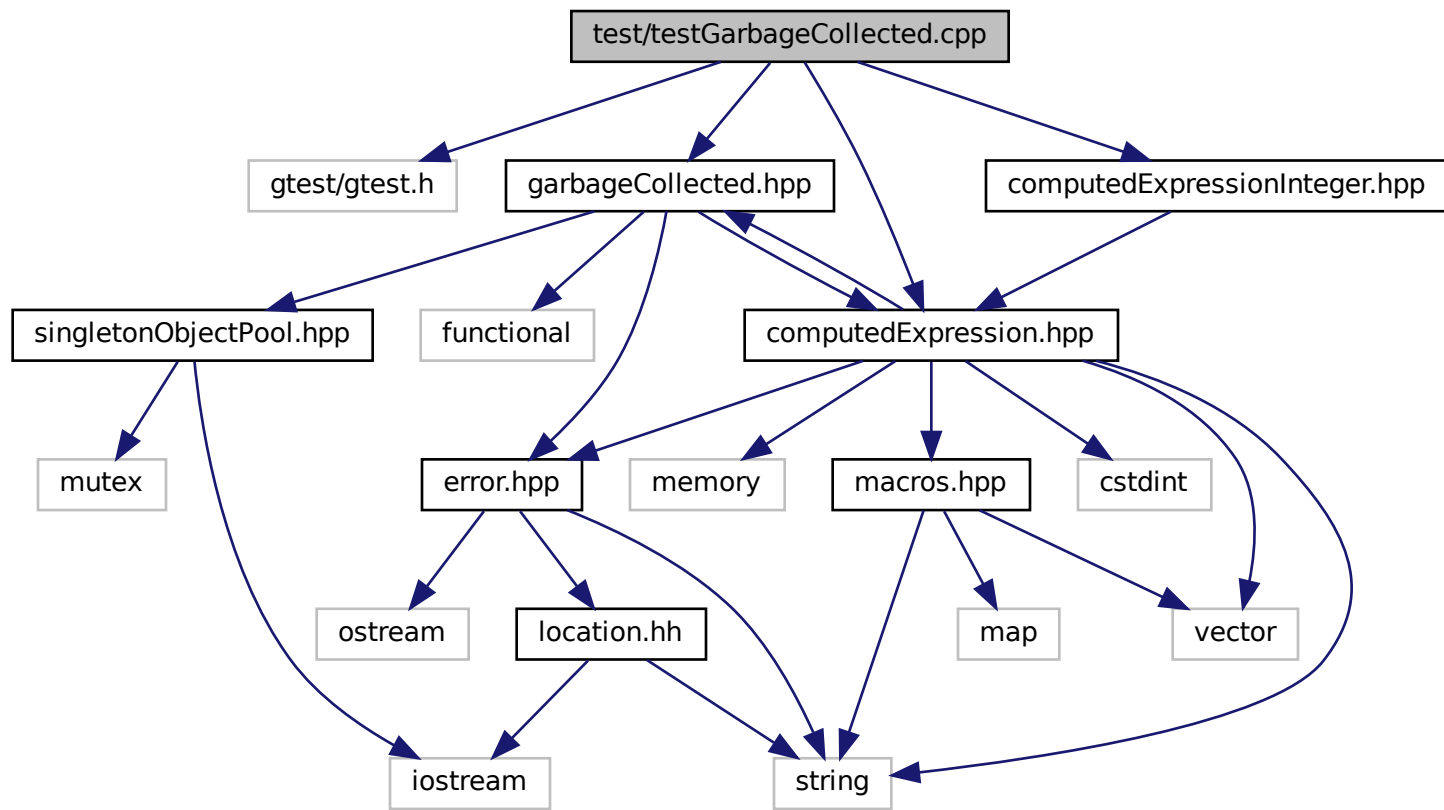 test/testGarbageCollected.cpp
gtest/gtest.h
garbageCollected.hpp
computedExpressionInteger.hpp
singletonObjectPool.hpp
functional
computedExpression.hpp
mutex
error.hpp
memory
macros.hpp
cstdint
ostream
location.hh
map
vector
iostream
string